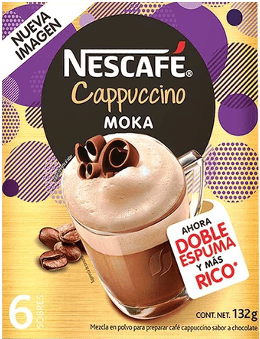 NUEVA
IMAGEN
NESCAFÉ®
Cappuccino
MOKA
AHORA
DOBLE
ESPUMA
Y MÁS
RICO*
6
SOBRES
CONT. NET. 132g
Mezcla en polvo para preparar café cappuccino sabor a chocolate